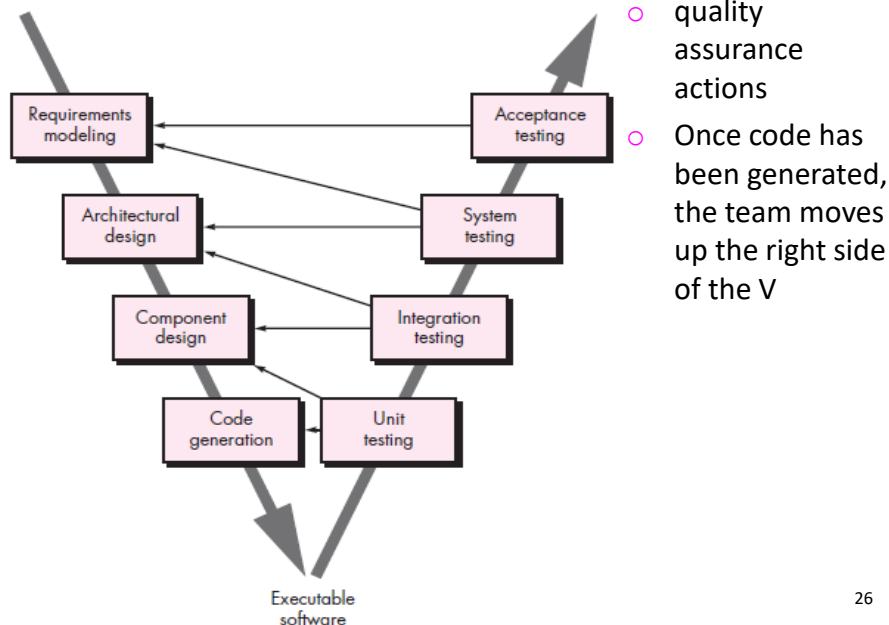 Requirements
modeling
Acceptance
testing
Architectural
design
System
testing
Component
design
Integration
testing
Code
generation
Unit
testing
Executable
software
quality
assurance
actions
Once code has
been generated,
the team moves
up the right side
of the V
26